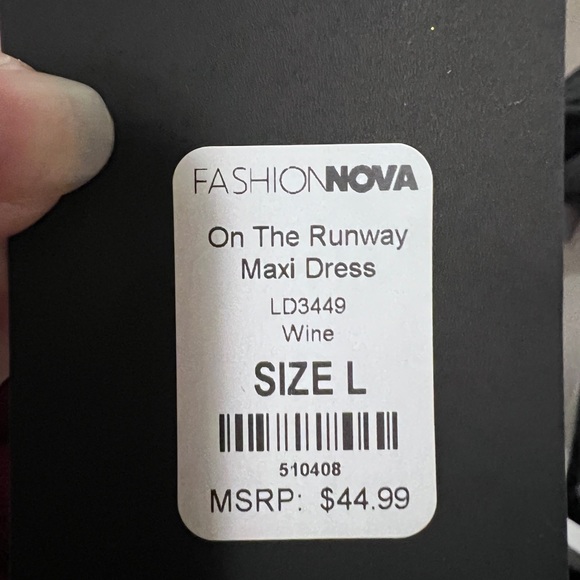 FASHIONNOVA
On The Runway
Maxi Dress
LD3449
Wine
SIZE L
510408
MSRP: $44.99